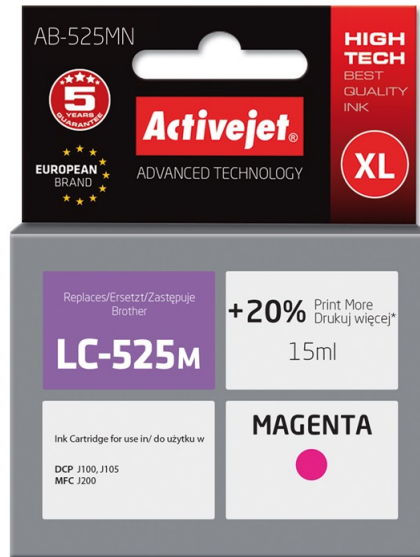 AB-525MN
HIGH
TECH
BEST
QUALITY
INK
5
YEARS
GUARANTEE
Activejet®
EUROPEAN
BRAND
ADVANCED TECHNOLOGY
XL
Replaces/Ersetzt/Zastępuje
Brother
LC-525M
+20% Print More
Drukuj więcej*
15ml
Ink Cartridge for use in/ do użytku w
DCP J100, J105
MFC J200
MAGENTA